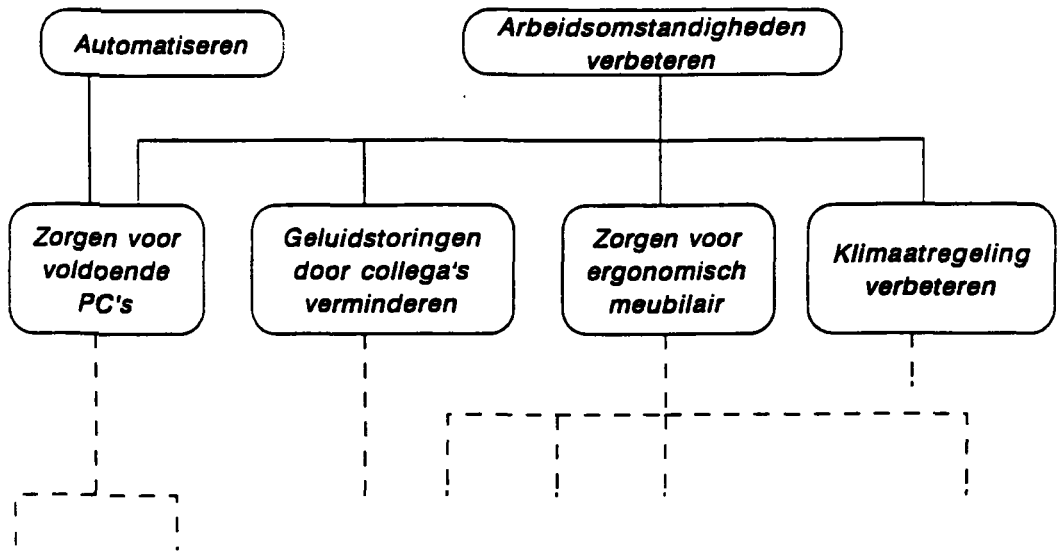 Automatiseren
Arbeidsomstandigheden
verbeteren
Zorgen voor
voldoende
PC's
Geluidstoringen
door collega's
verminderen
Zorgen voor
ergonomisch
meubilair
Klimaatregeling
verbeteren